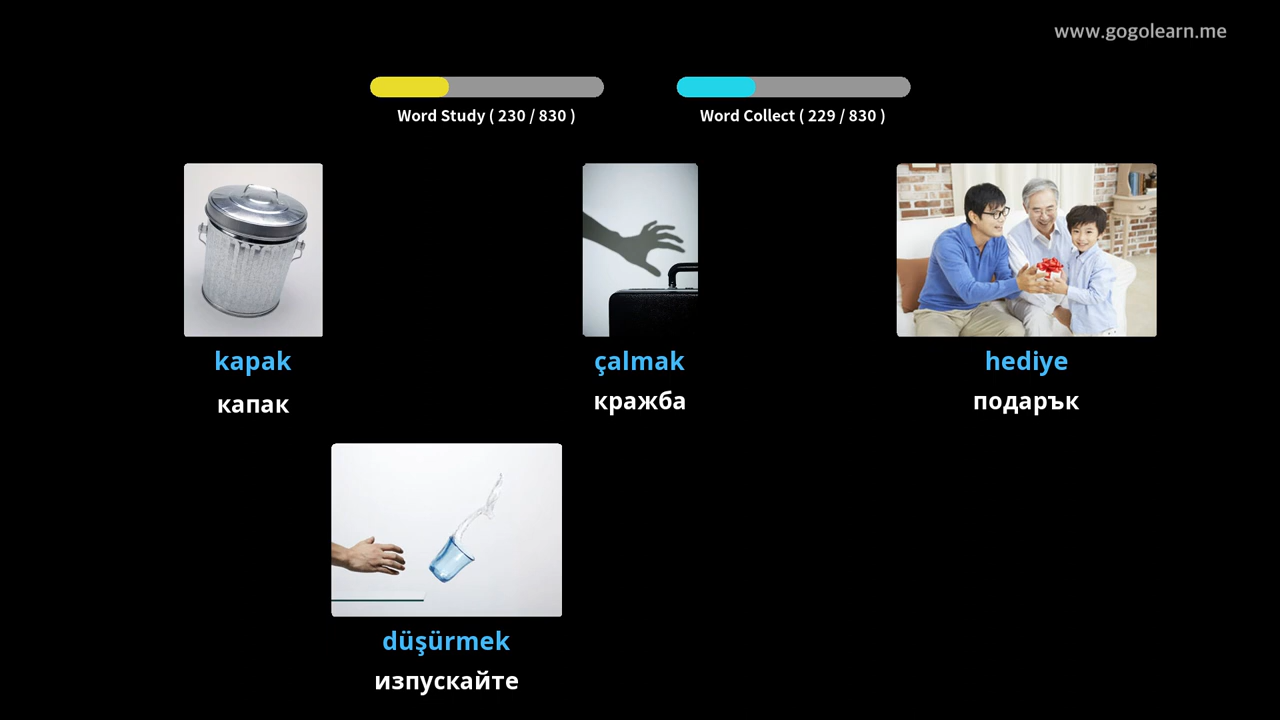 www.gogolearn.me
Word Study ( 230 / 830 )
Word Collect ( 229 / 830 )
kapak
капак
çalmak
кражба
hediye
подарък
düşürmek
изпускайте